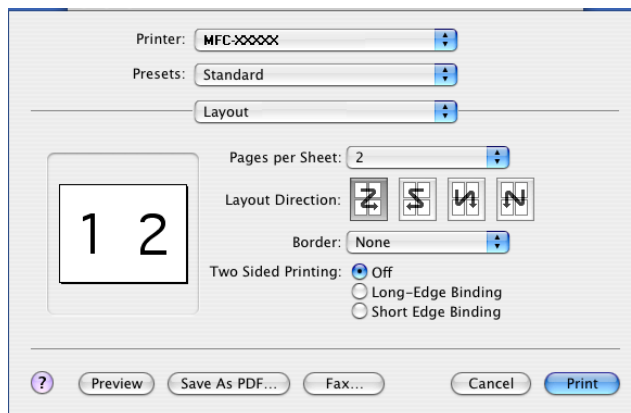 Printer: MFC-XXXXX
Presets: Standard
Layout
Pages per Sheet: 2
Layout Direction:
1 2
Border: None
Two Sided Printing: Off
Long-Edge Binding
Short Edge Binding
? Preview Save As PDF... Fax... Cancel Print